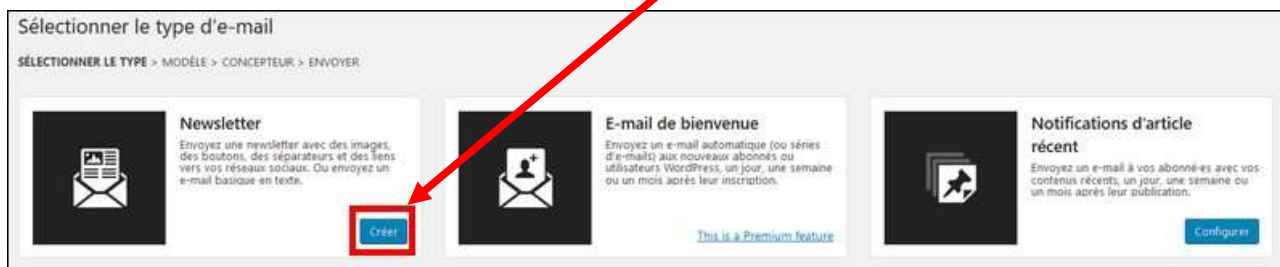 Sélectionner le type d'e-mail
SÉLECTIONNER LE TYPE > MODÈLE > CONCEPTEUR > ENVOYER
Newsletter
Envoyez une newsletter avec des images,
des boutons, des séparateurs et des liens
vers vos réseaux sociaux. Ou envoyez un
e-mail basique en texte.
Créer
E-mail de bienvenue
Envoyez un e-mail automatique (ou séries
d'e-mails) aux nouveaux abonnés ou
utilisateurs WordPress, un jour, une semaine
ou un mois après leur inscription.
This is a Premium feature
Notifications d'article
récent
Envoyez un e-mail à vos abonné·es avec vos
contenus récents, un jour, une semaine ou
un mois après leur publication.
Configurer